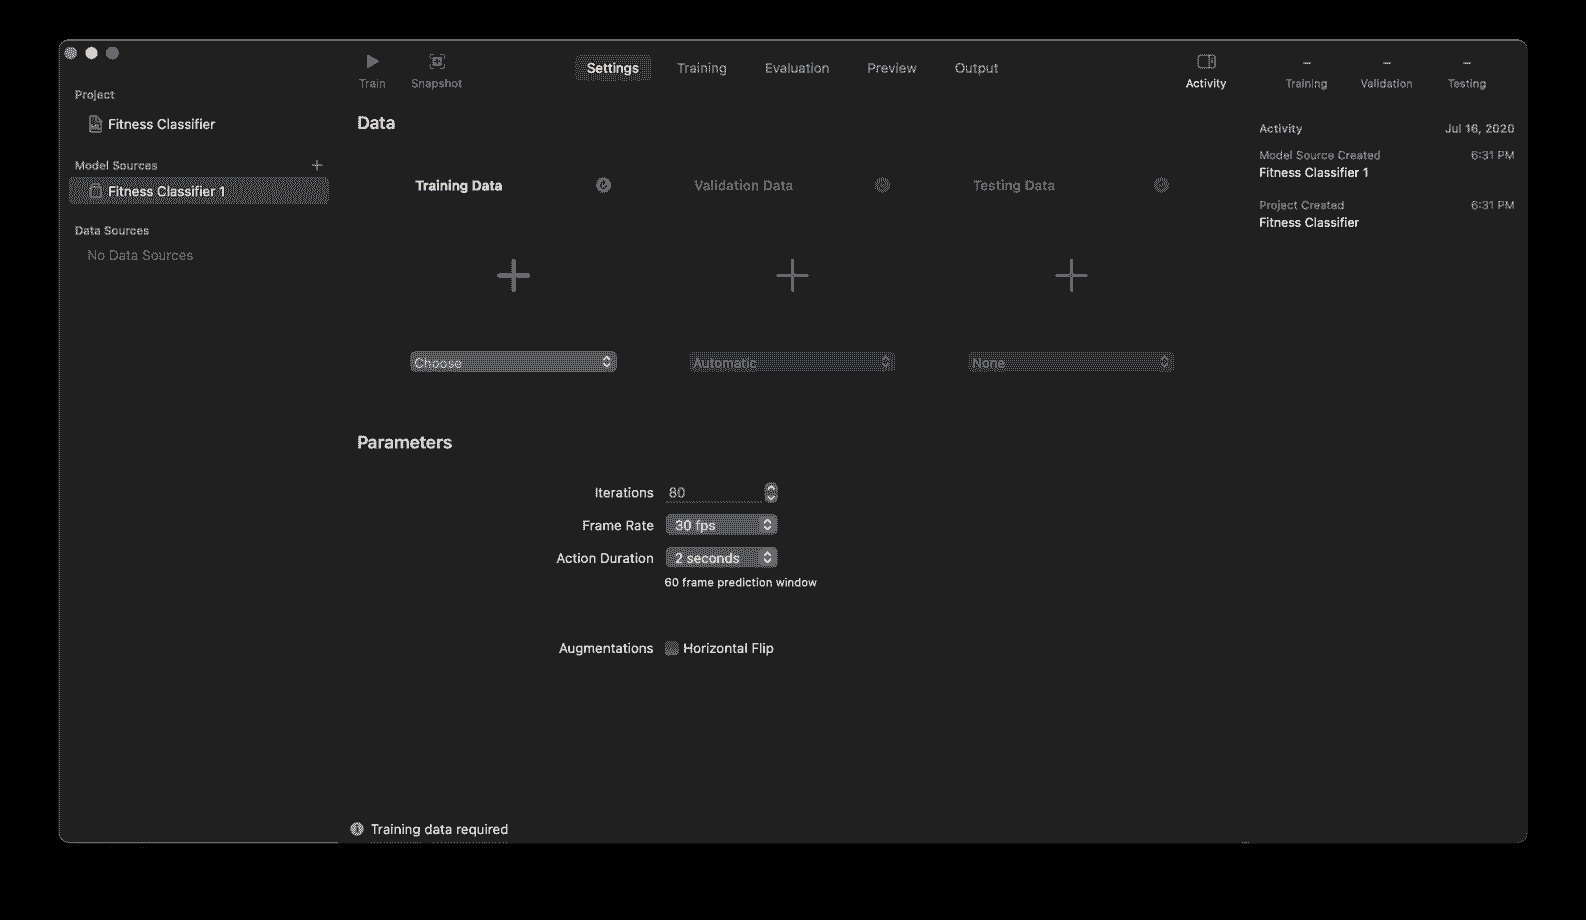 Train
Snapshot
Settings
Training
Evaluation
Preview
Output
Activity
Training
Validation
Testing
Project
Fitness Classifier
Model Sources
Fitness Classifier 1
Data Sources
No Data Sources
Data
Training Data
Validation Data
Testing Data
Choose
Automatic
None
Parameters
Iterations 80
Frame Rate 30 fps
Action Duration 2 seconds
60 frame prediction window
Augmentations Horizontal Flip
Training data required
Activity Jul 16, 2020
Model Source Created 6:31 PM
Fitness Classifier 1
Project Created 6:31 PM
Fitness Classifier